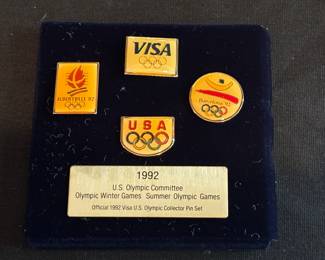 VISA
ALBERTVILLE '92
Barcelona '92
USA
1992
U.S. Olympic Committee
Olympic Winter Games Summer Olympic Games
Official 1992 Visa U.S. Olympic Collector Pin Set